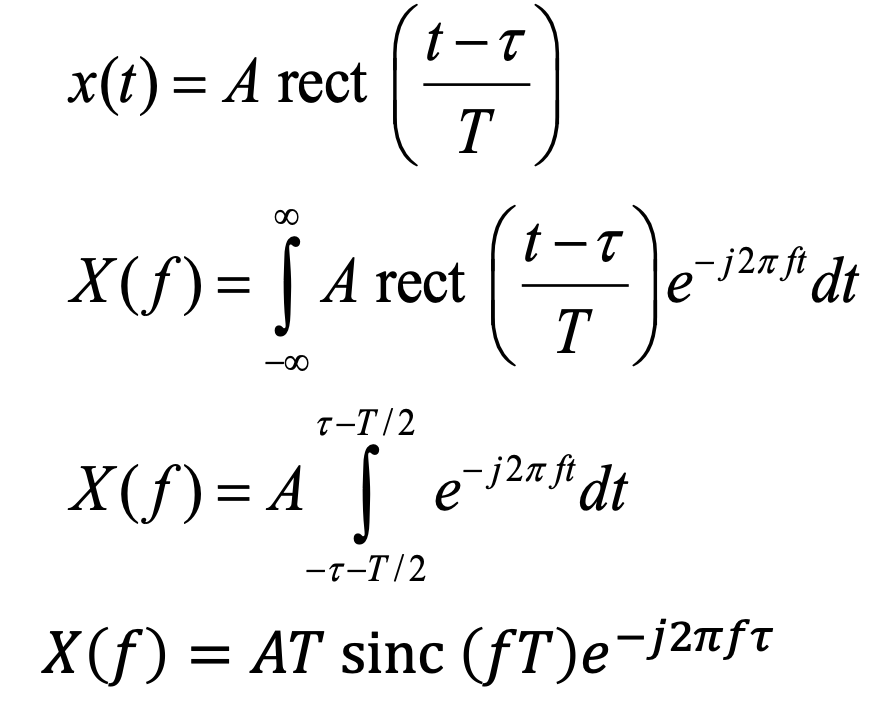 x(t) = A rect ((t − τ)/T)
X(f) = ∫_{−∞}^{∞} A rect ((t − τ)/T) e^{−j2πft} dt
X(f) = A ∫_{−τ−T/2}^{τ−T/2} e^{−j2πft} dt
X(f) = AT sinc (fT)e^{−j2πfτ}